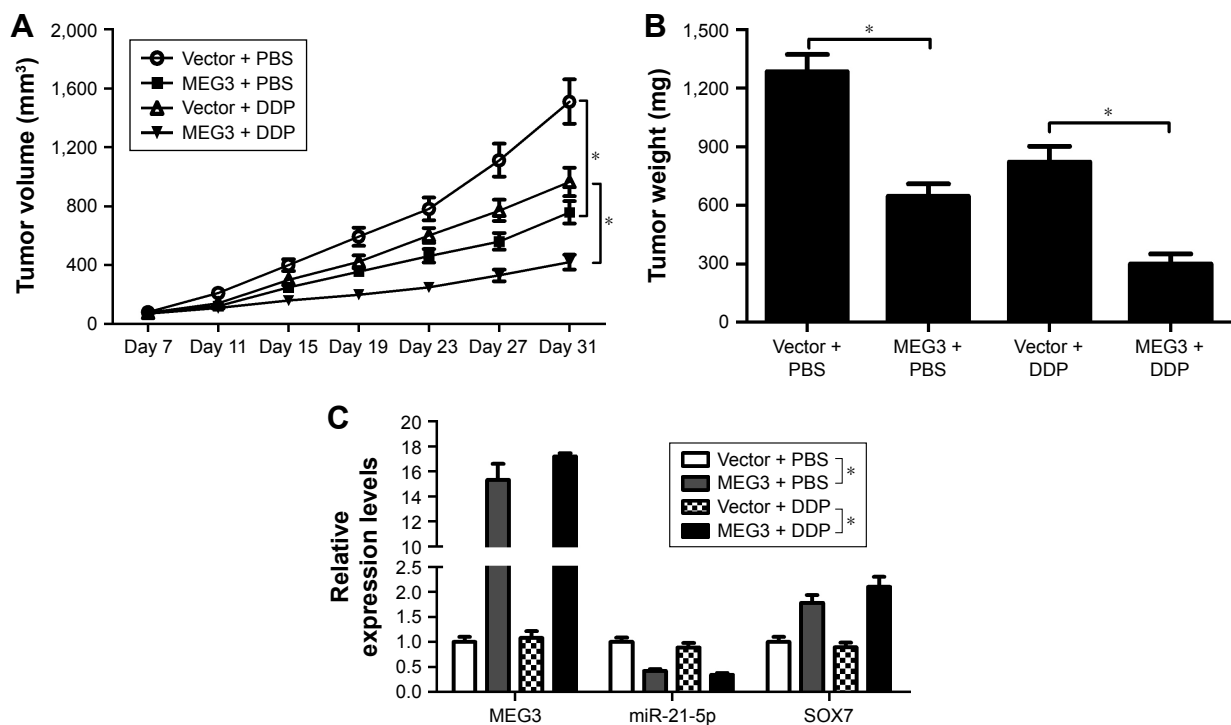 A
Tumor volume (mm³)
2,000
1,600
1,200
800
400
0
Vector + PBS
MEG3 + PBS
Vector + DDP
MEG3 + DDP
*
*
Day 7 Day 11 Day 15 Day 19 Day 23 Day 27 Day 31
B
Tumor weight (mg)
1,500
1,200
900
600
300
0
*
*
Vector +
PBS
MEG3 +
PBS
Vector +
DDP
MEG3 +
DDP
C
Relative
expression levels
20
18
16
14
12
10
2.5
2.0
1.5
1.0
0.5
0.0
Vector + PBS
MEG3 + PBS
*
Vector + DDP
MEG3 + DDP
*
MEG3 miR-21-5p SOX7